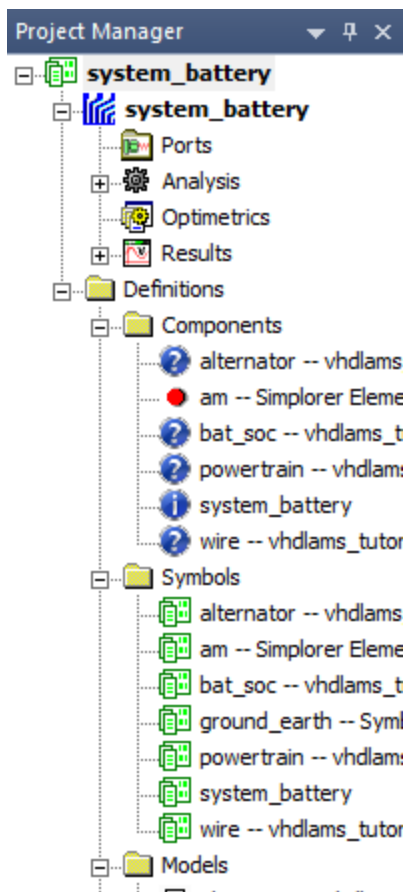 Project Manager
system_battery
system_battery
Ports
Analysis
Optimetrics
Results
Definitions
Components
alternator -- vhdlams
am -- Simplorer Eleme
bat_soc -- vhdlams_t
powertrain -- vhdlams
system_battery
wire -- vhdlams_tutor
Symbols
alternator -- vhdlams
am -- Simplorer Eleme
bat_soc -- vhdlams_t
ground_earth -- Syml
powertrain -- vhdlams
system_battery
wire -- vhdlams_tutor
Models